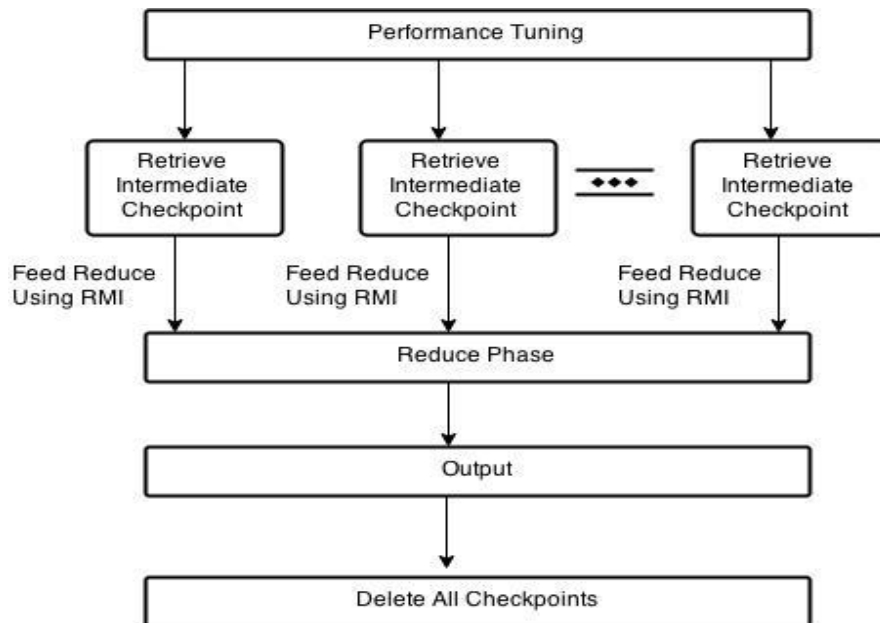 Performance Tuning
Retrieve
Intermediate
Checkpoint
Retrieve
Intermediate
Checkpoint
Retrieve
Intermediate
Checkpoint
Feed Reduce
Using RMI
Feed Reduce
Using RMI
Feed Reduce
Using RMI
Reduce Phase
Output
Delete All Checkpoints